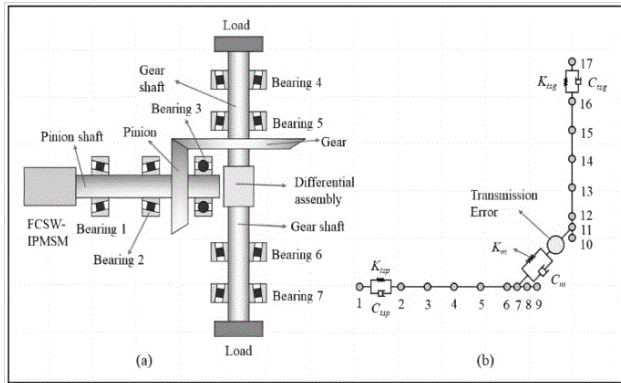 Load
Gear
shaft
Bearing 4
Bearing 3
Bearing 5
Pinion
Pinion shaft
Gear
Differential
assembly
FCSW-
IPMSM
Bearing 1
Gear shaft
Bearing 2
Bearing 6
Bearing 7
Load
(a)
17
Ktsg Ctsg
16
15
14
13
Transmission
Error
12
11
10
Km
Cm
Ktsp
Ctsp
1 2 3 4 5 6 7 8 9
(b)